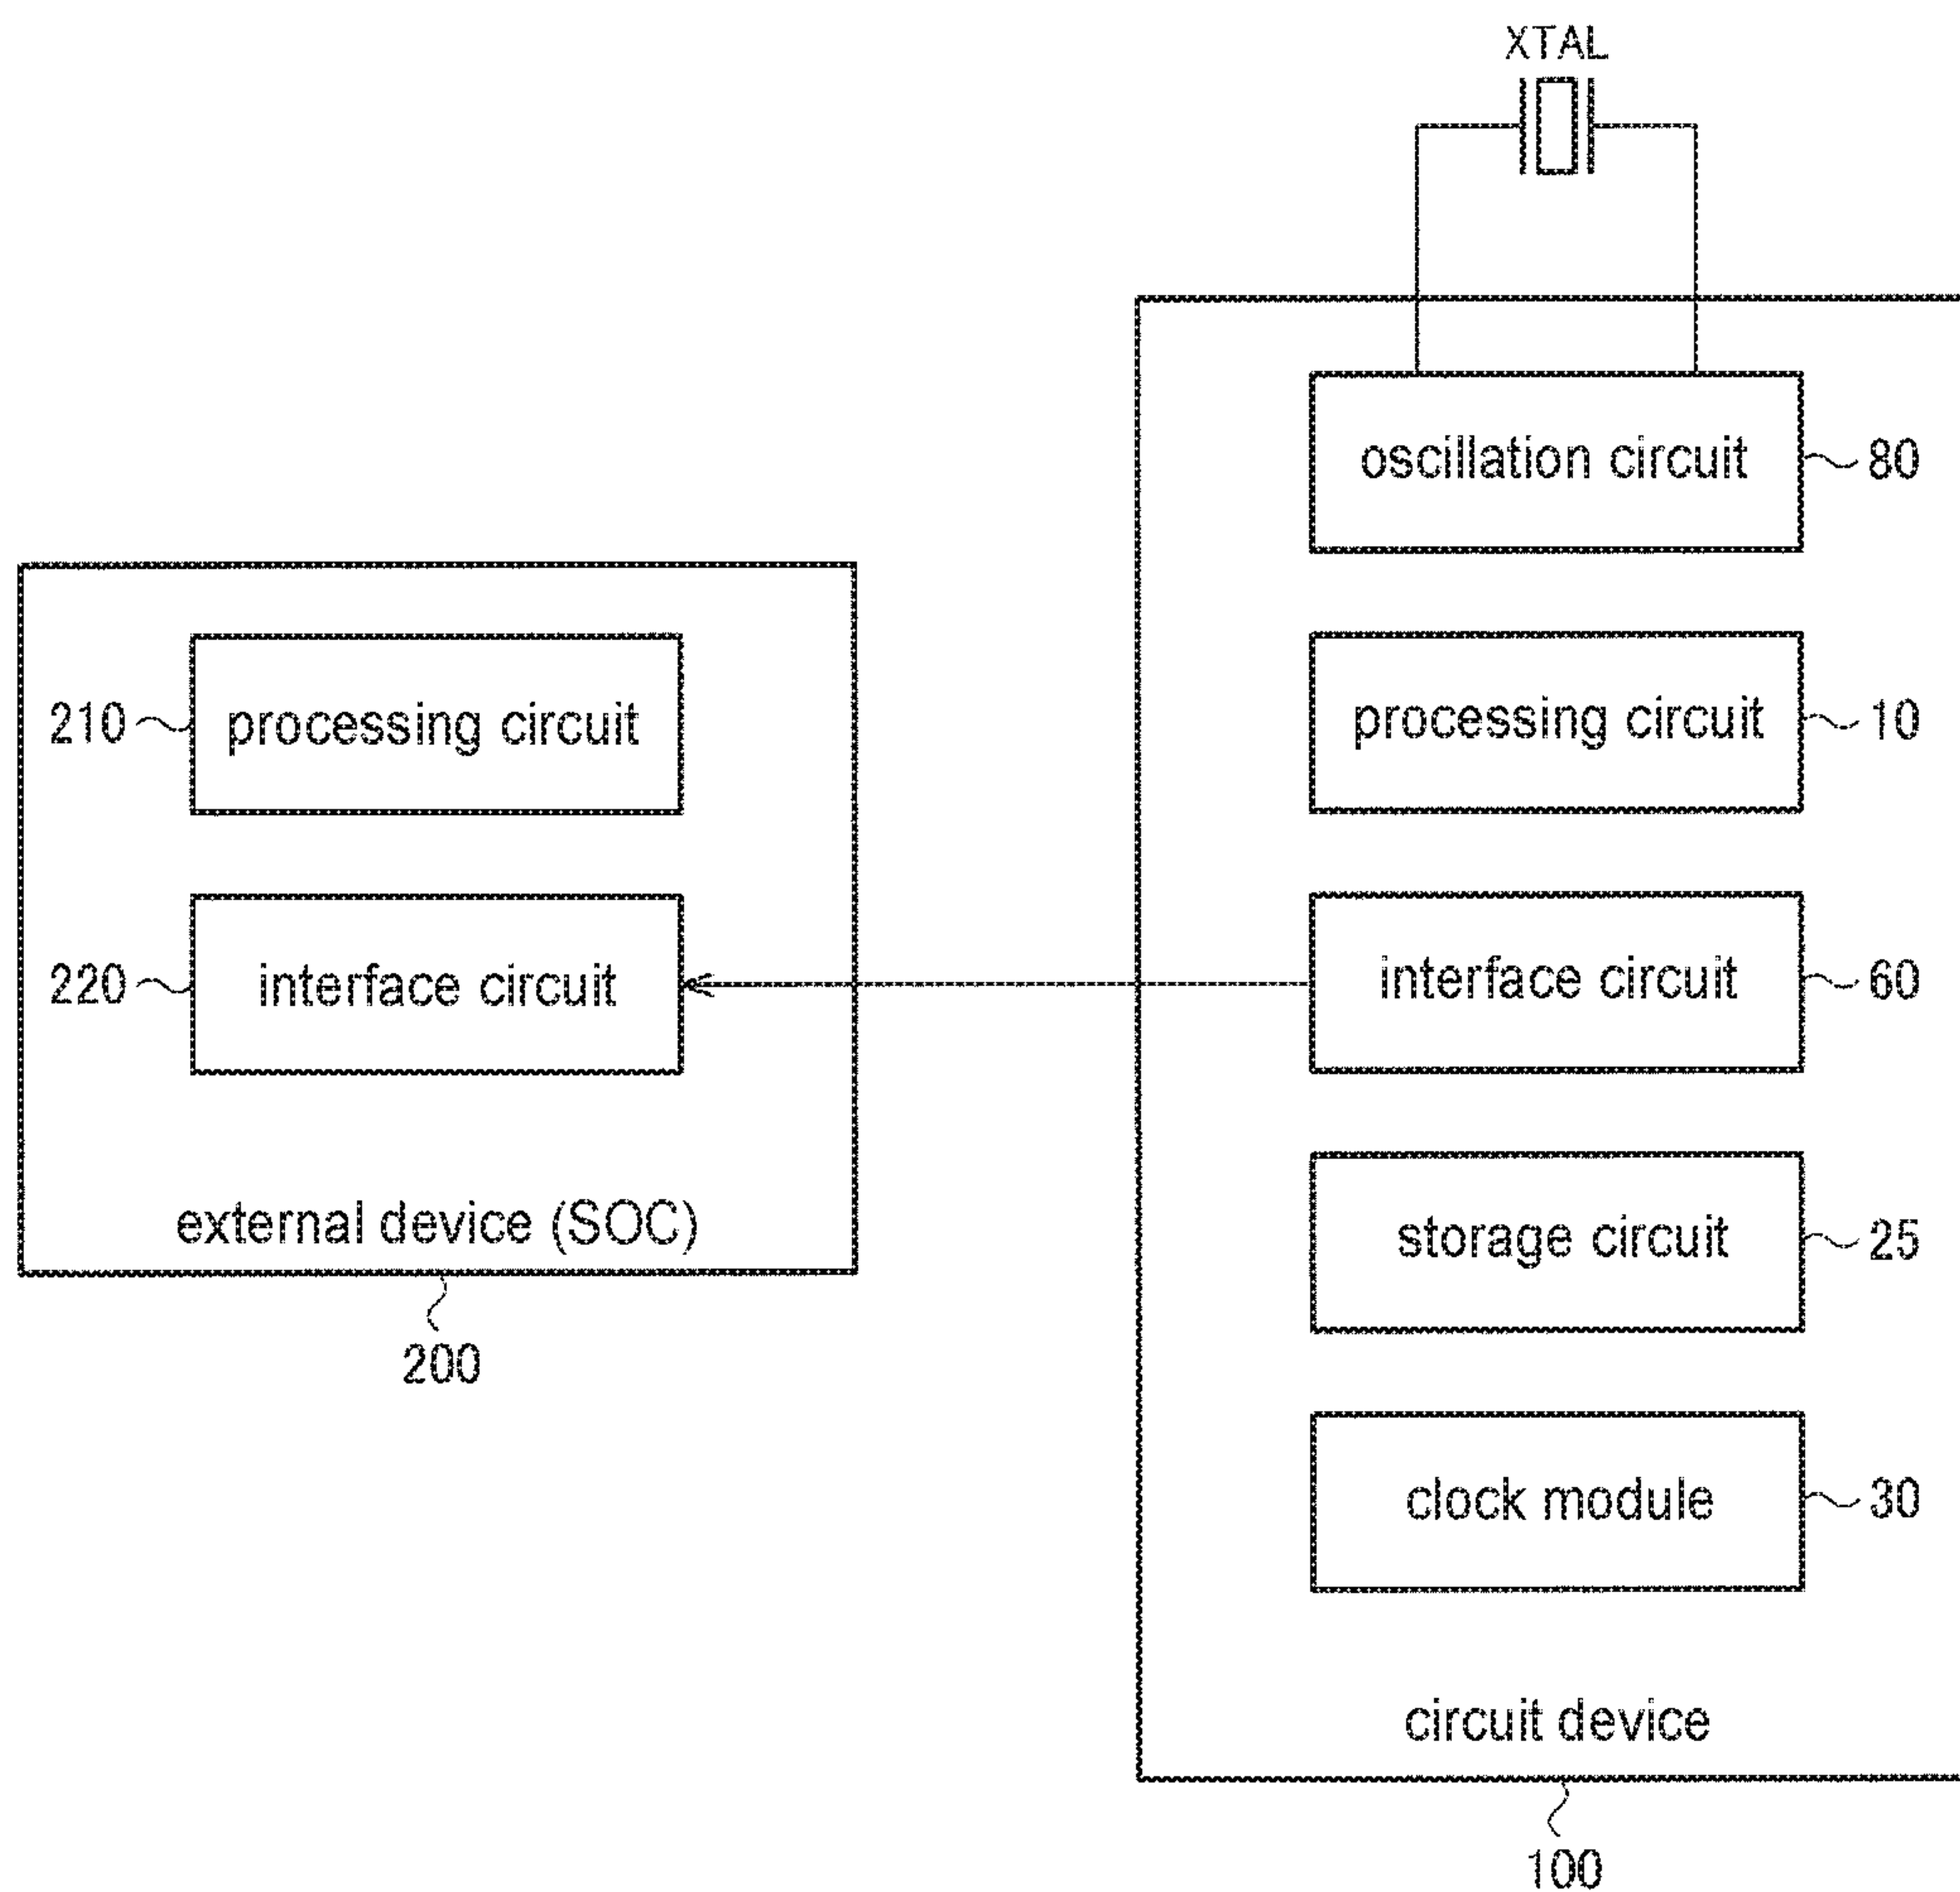 XTAL
oscillation circuit 80
210 processing circuit
processing circuit 10
220 interface circuit
interface circuit 60
external device (SOC)
storage circuit 25
200
clock module 30
circuit device
100